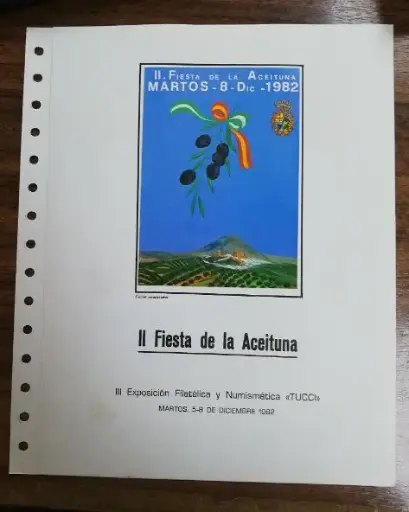 II. FIESTA DE LA ACEITUNA
MARTOS - 8 - DIC - 1982
II Fiesta de la Aceituna
III Exposición Filatélica y Numismática «TUCCI»
MARTOS, 5-8 DE DICIEMBRE 1982